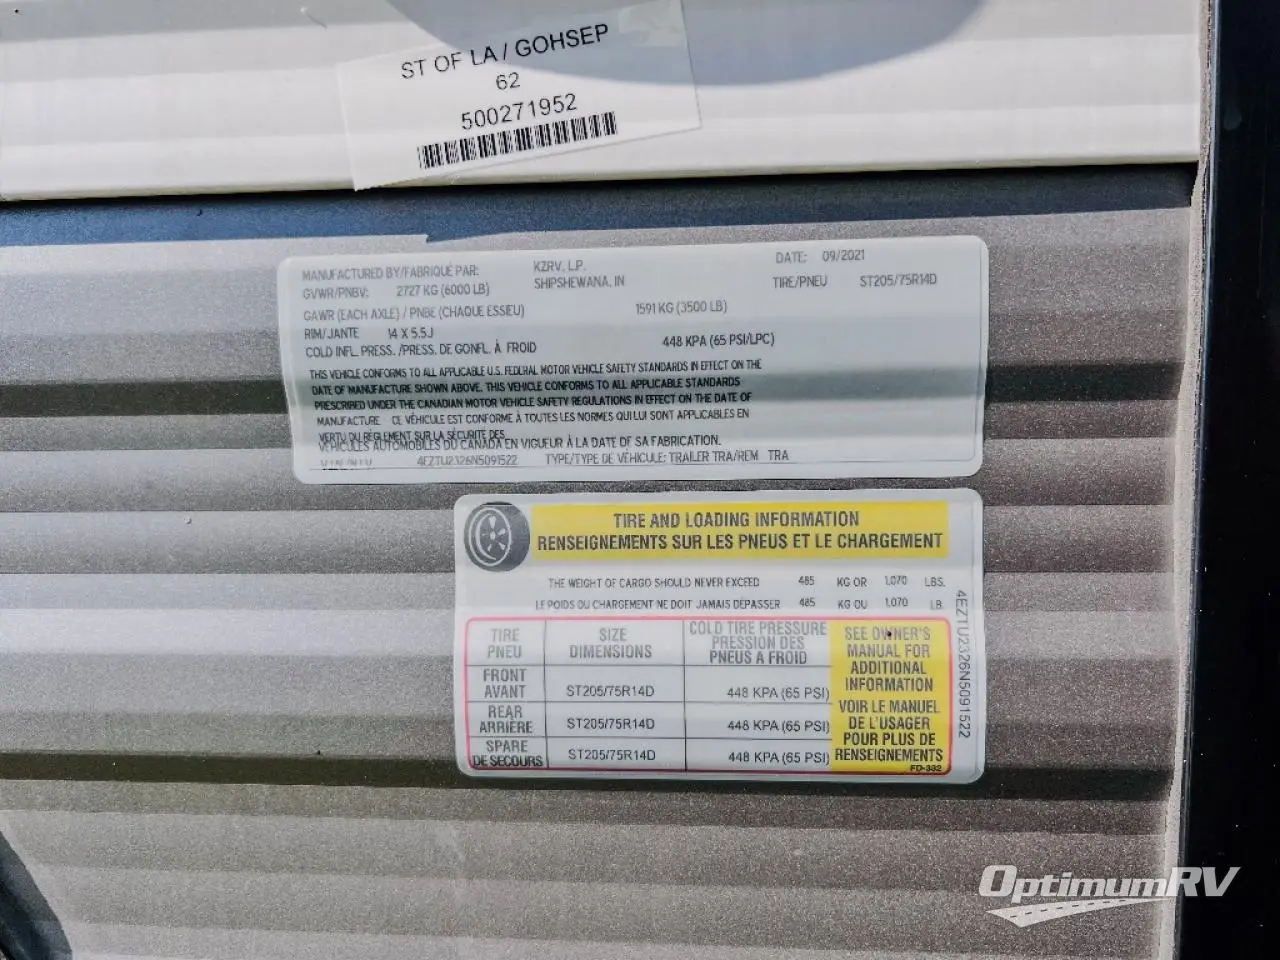 ST OF LA / GOHSEP
62
500271952
MANUFACTURED BY/FABRIQUÉ PAR: KZRV, L.P. DATE: 09/2021
GVWR/PNBV: 2727 KG (6000 LB) SHIPSHEWANA, IN TIRE/PNEU ST205/75R14D
GAWR (EACH AXLE) / PNBE (CHAQUE ESSIEU) 1591 KG (3500 LB)
RIM/JANTE 14 X 5.5J
COLD INFL. PRESS. /PRESS. DE GONFL. À FROID 448 KPA (65 PSI/LPC)
THIS VEHICLE CONFORMS TO ALL APPLICABLE U.S. FEDERAL MOTOR VEHICLE SAFETY STANDARDS IN EFFECT ON THE
DATE OF MANUFACTURE SHOWN ABOVE. THIS VEHICLE CONFORMS TO ALL APPLICABLE STANDARDS
PRESCRIBED UNDER THE CANADIAN MOTOR VEHICLE SAFETY REGULATIONS IN EFFECT ON THE DATE OF
MANUFACTURE CE VÉHICULE EST CONFORME À TOUTES LES NORMES QUI LUI SONT APPLICABLES EN
VERTU DU RÈGLEMENT SUR LA SÉCURITÉ DES
VÉHICULES AUTOMOBILES DU CANADA EN VIGUEUR À LA DATE DE SA FABRICATION.
V.I.N./N.I.V. 4EZTU2326N5091522 TYPE/TYPE DE VÉHICULE: TRAILER TRA/REM TRA
TIRE AND LOADING INFORMATION
RENSEIGNEMENTS SUR LES PNEUS ET LE CHARGEMENT
THE WEIGHT OF CARGO SHOULD NEVER EXCEED 485 KG OR 1,070 LBS.
LE POIDS DU CHARGEMENT NE DOIT JAMAIS DÉPASSER 485 KG OU 1,070 LB.
TIRE PNEU SIZE DIMENSIONS COLD TIRE PRESSURE PRESSION DES PNEUS A FROID
FRONT AVANT ST205/75R14D 448 KPA (65 PSI)
REAR ARRIÈRE ST205/75R14D 448 KPA (65 PSI)
SPARE DE SECOURS ST205/75R14D 448 KPA (65 PSI)
SEE OWNER'S
MANUAL FOR
ADDITIONAL
INFORMATION
VOIR LE MANUEL
DE L'USAGER
POUR PLUS DE
RENSEIGNEMENTS
FD-332
4EZTU2326N5091522
OptimumRV